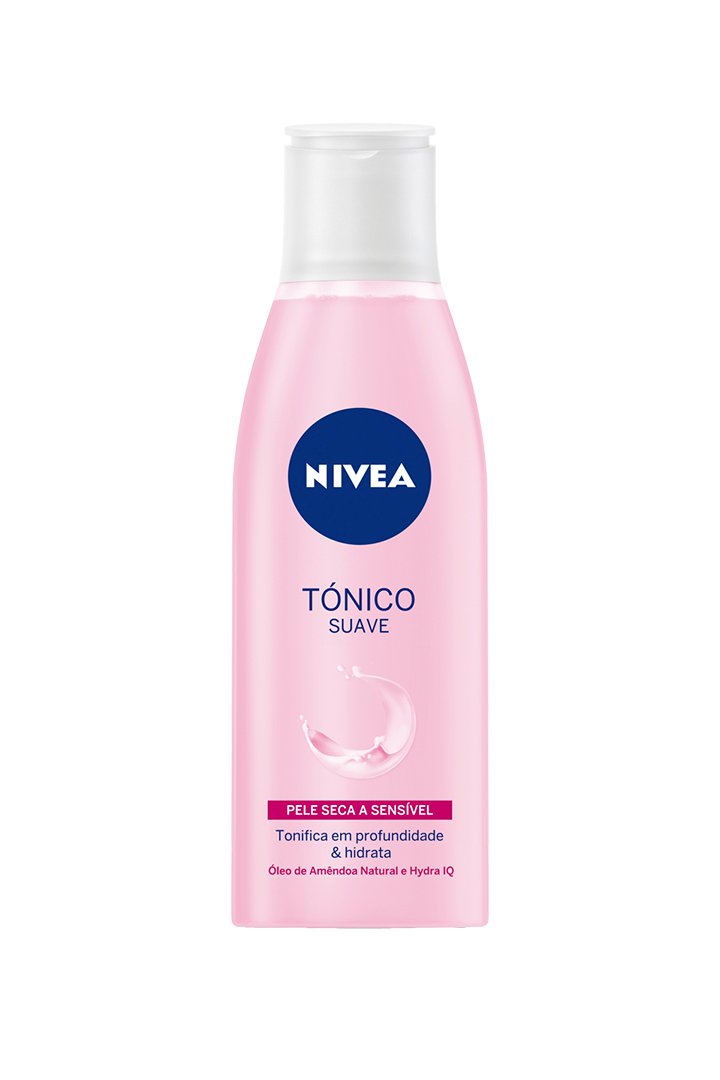 NIVEA
TÓNICO
SUAVE
PELE SECA A SENSÍVEL
Tonifica em profundidade
& hidrata
Óleo de Amêndoa Natural e Hydra IQ